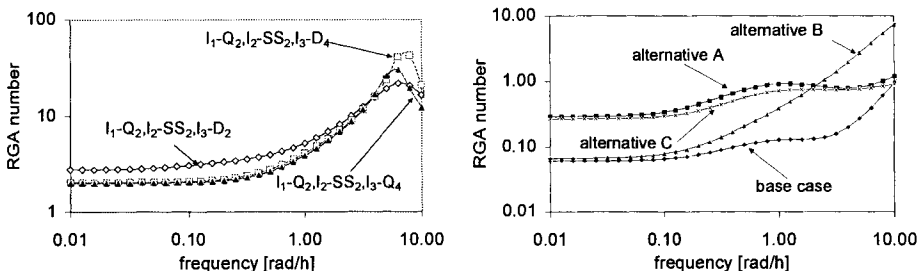 100
10
1
RGA number
I₁-Q₂,I₂-SS₂,I₃-D₄
I₁-Q₂,I₂-SS₂,I₃-D₂
I₁-Q₂,I₂-SS₂,I₃-Q₄
0.01 0.10 1.00 10.00
frequency [rad/h]
10.00
1.00
0.10
0.01
RGA number
alternative B
alternative A
alternative C
base case
0.01 0.10 1.00 10.00
frequency [rad/h]